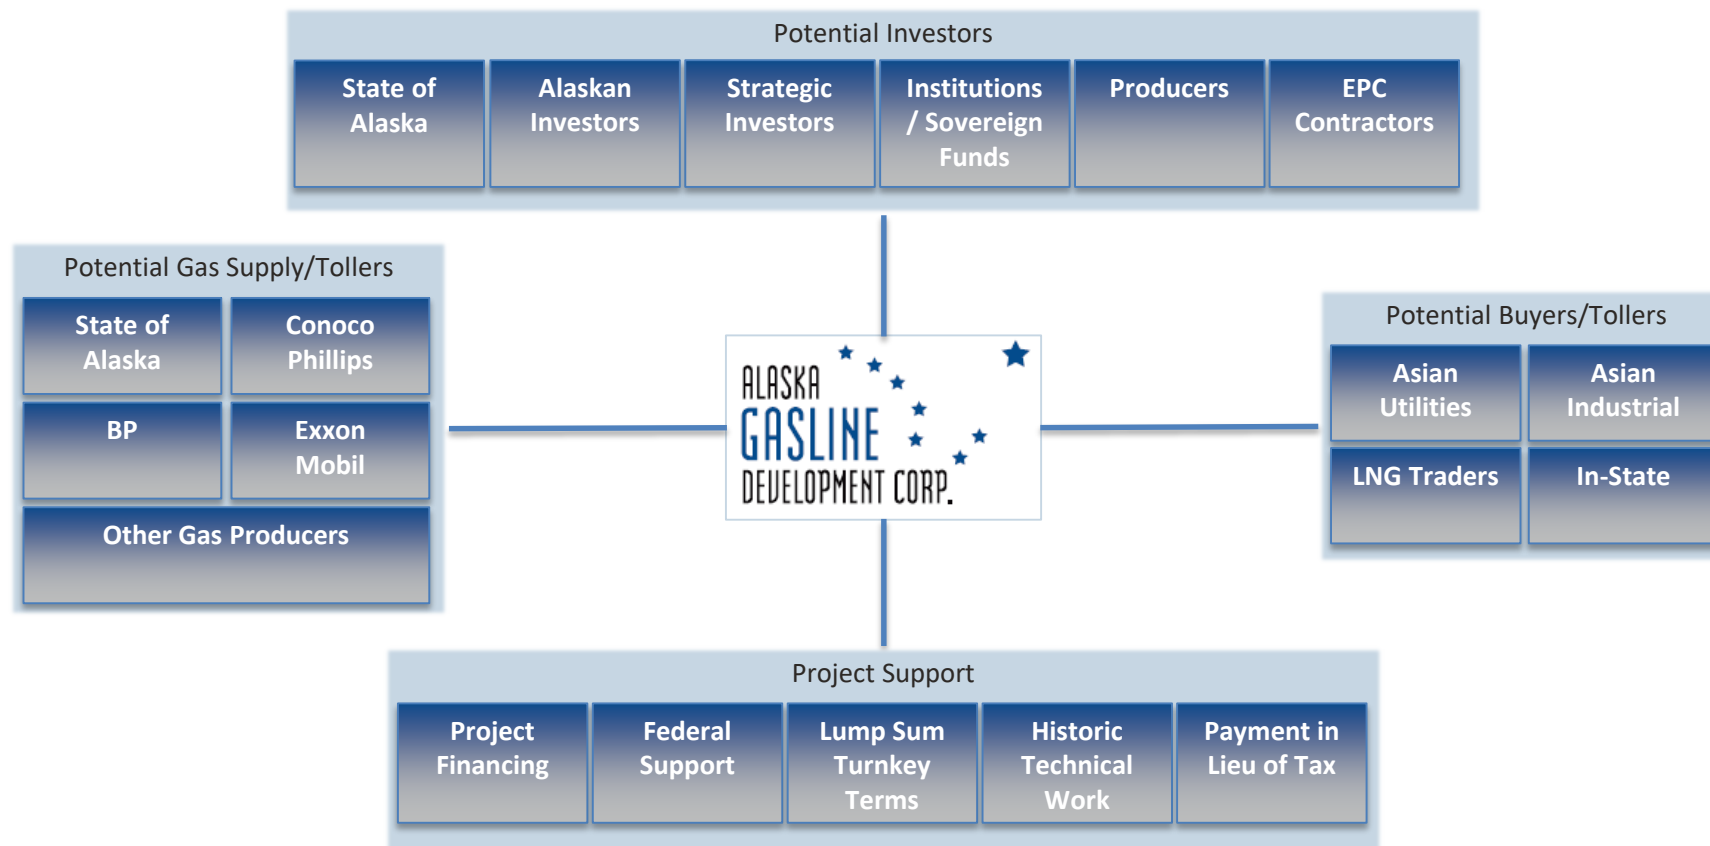 Potential Investors
State of
Alaska
Alaskan
Investors
Strategic
Investors
Institutions
/ Sovereign
Funds
Producers
EPC
Contractors
Potential Gas Supply/Tollers
State of
Alaska
Conoco
Phillips
BP
Exxon
Mobil
Other Gas Producers
ALASKA
GASLINE
DEVELOPMENT CORP.
Potential Buyers/Tollers
Asian
Utilities
Asian
Industrial
LNG Traders
In-State
Project Support
Project
Financing
Federal
Support
Lump Sum
Turnkey
Terms
Historic
Technical
Work
Payment in
Lieu of Tax